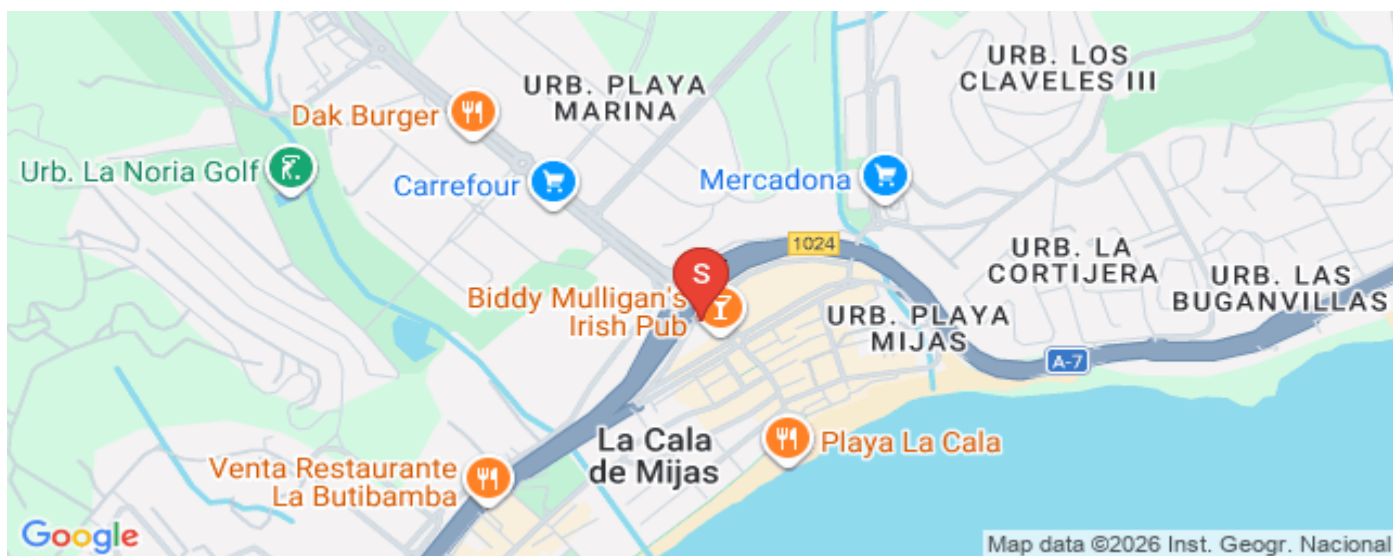 URB. LOS
CLAVELES III
URB. PLAYA
MARINA
Dak Burger
Urb. La Noria Golf
Carrefour
Mercadona
1024
URB. LA
CORTIJERA
URB. LAS
BUGANVILLAS
S
Biddy Mulligan's
Irish Pub
URB. PLAYA
MIJAS
A-7
La Cala
de Mijas
Playa La Cala
Venta Restaurante
La Butibamba
Google
Map data ©2026 Inst. Geogr. Nacional